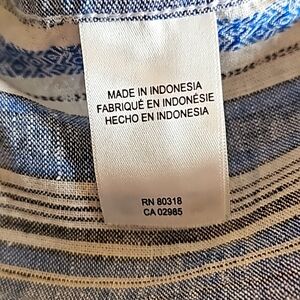 MADE IN INDONESIA
FABRIQUÉ EN INDONÉSIE
HECHO EN INDONESIA
RN 80318
CA 02985